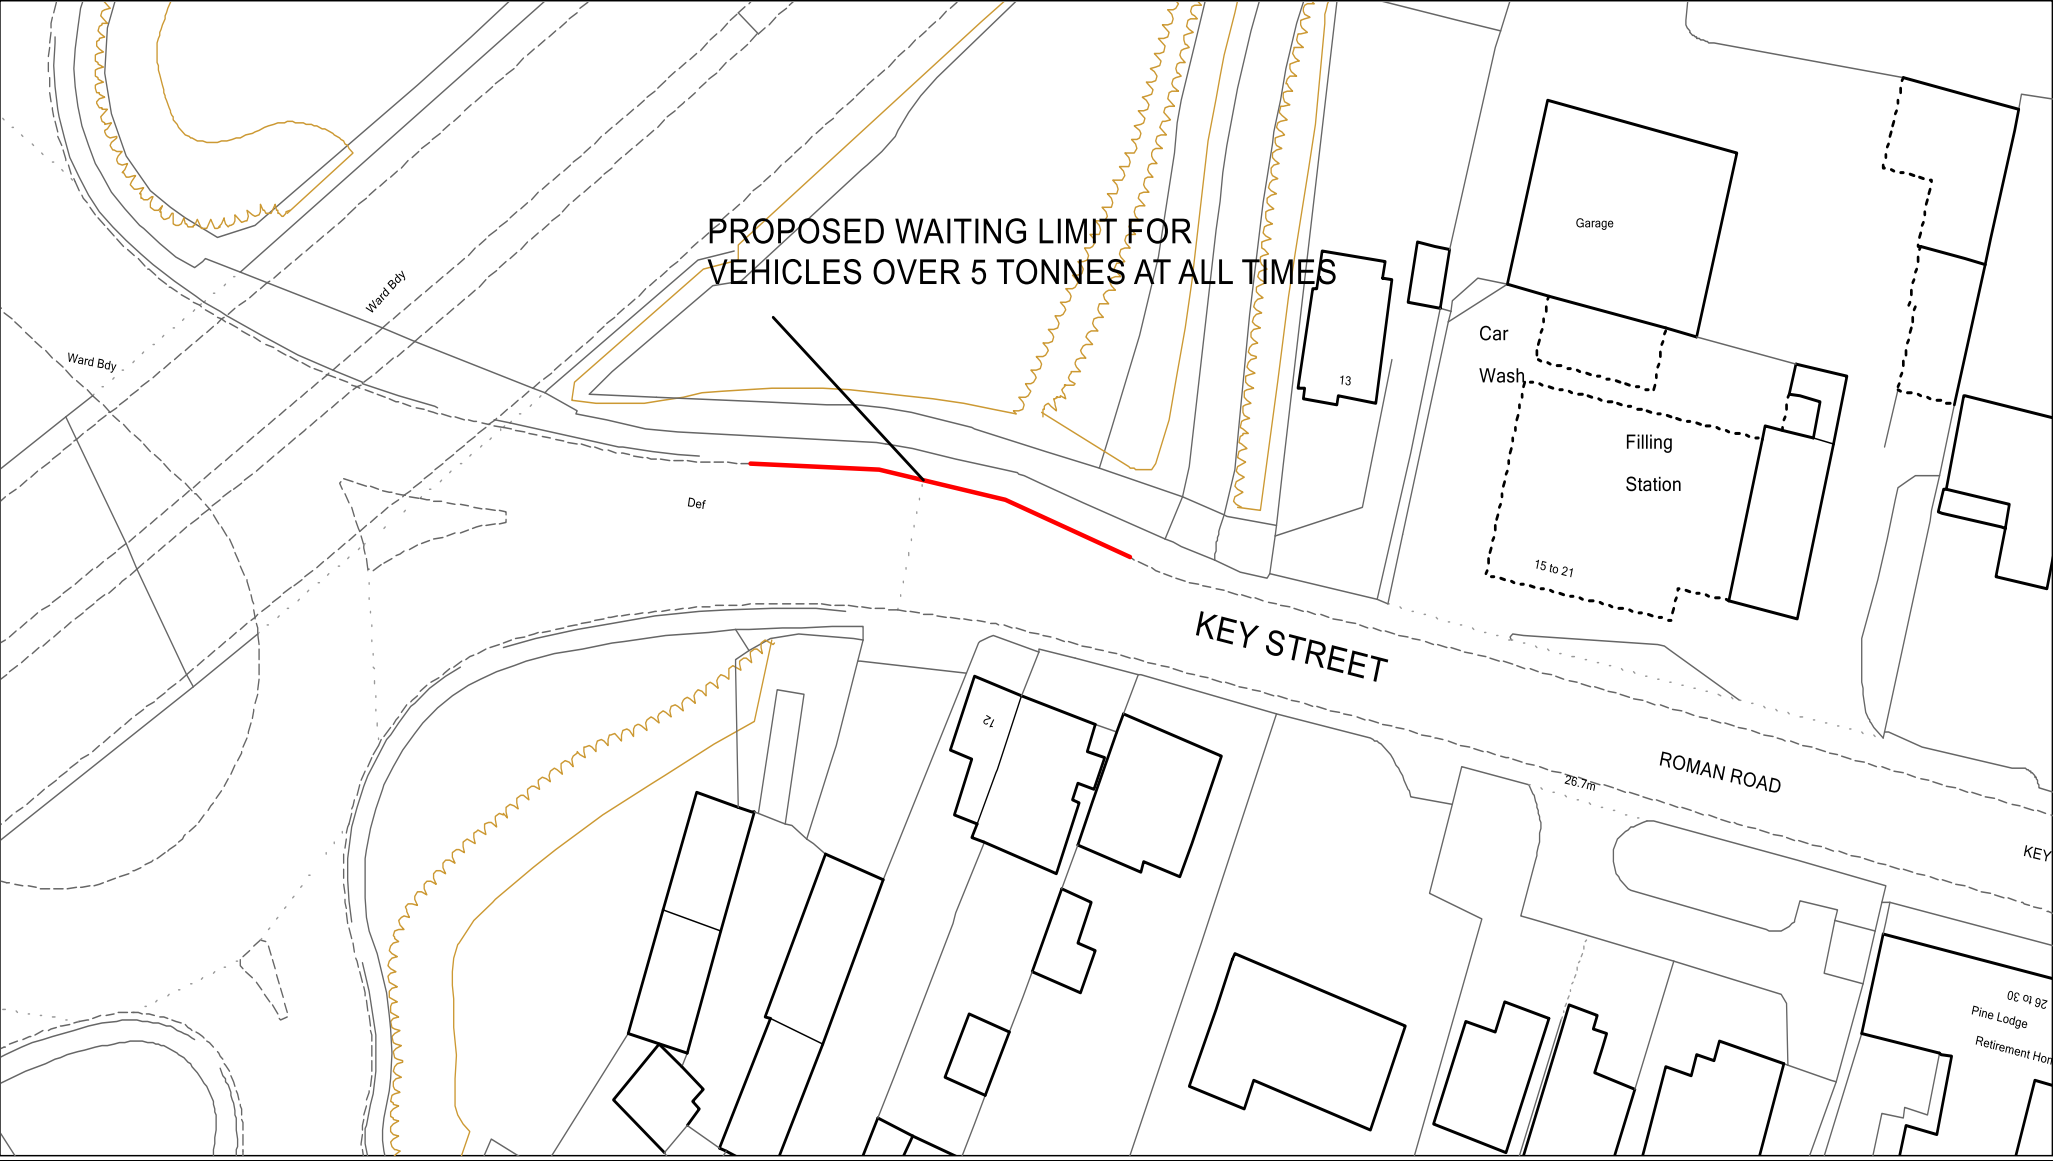 PROPOSED WAITING LIMIT FOR
VEHICLES OVER 5 TONNES AT ALL TIMES
Garage
Ward Bdy
Ward Bdy
Car
Wash
13
Filling
Station
Def
15 to 21
KEY STREET
12
ROMAN ROAD
26.7m
KEY
26 to 30
Pine Lodge
Retirement Hom